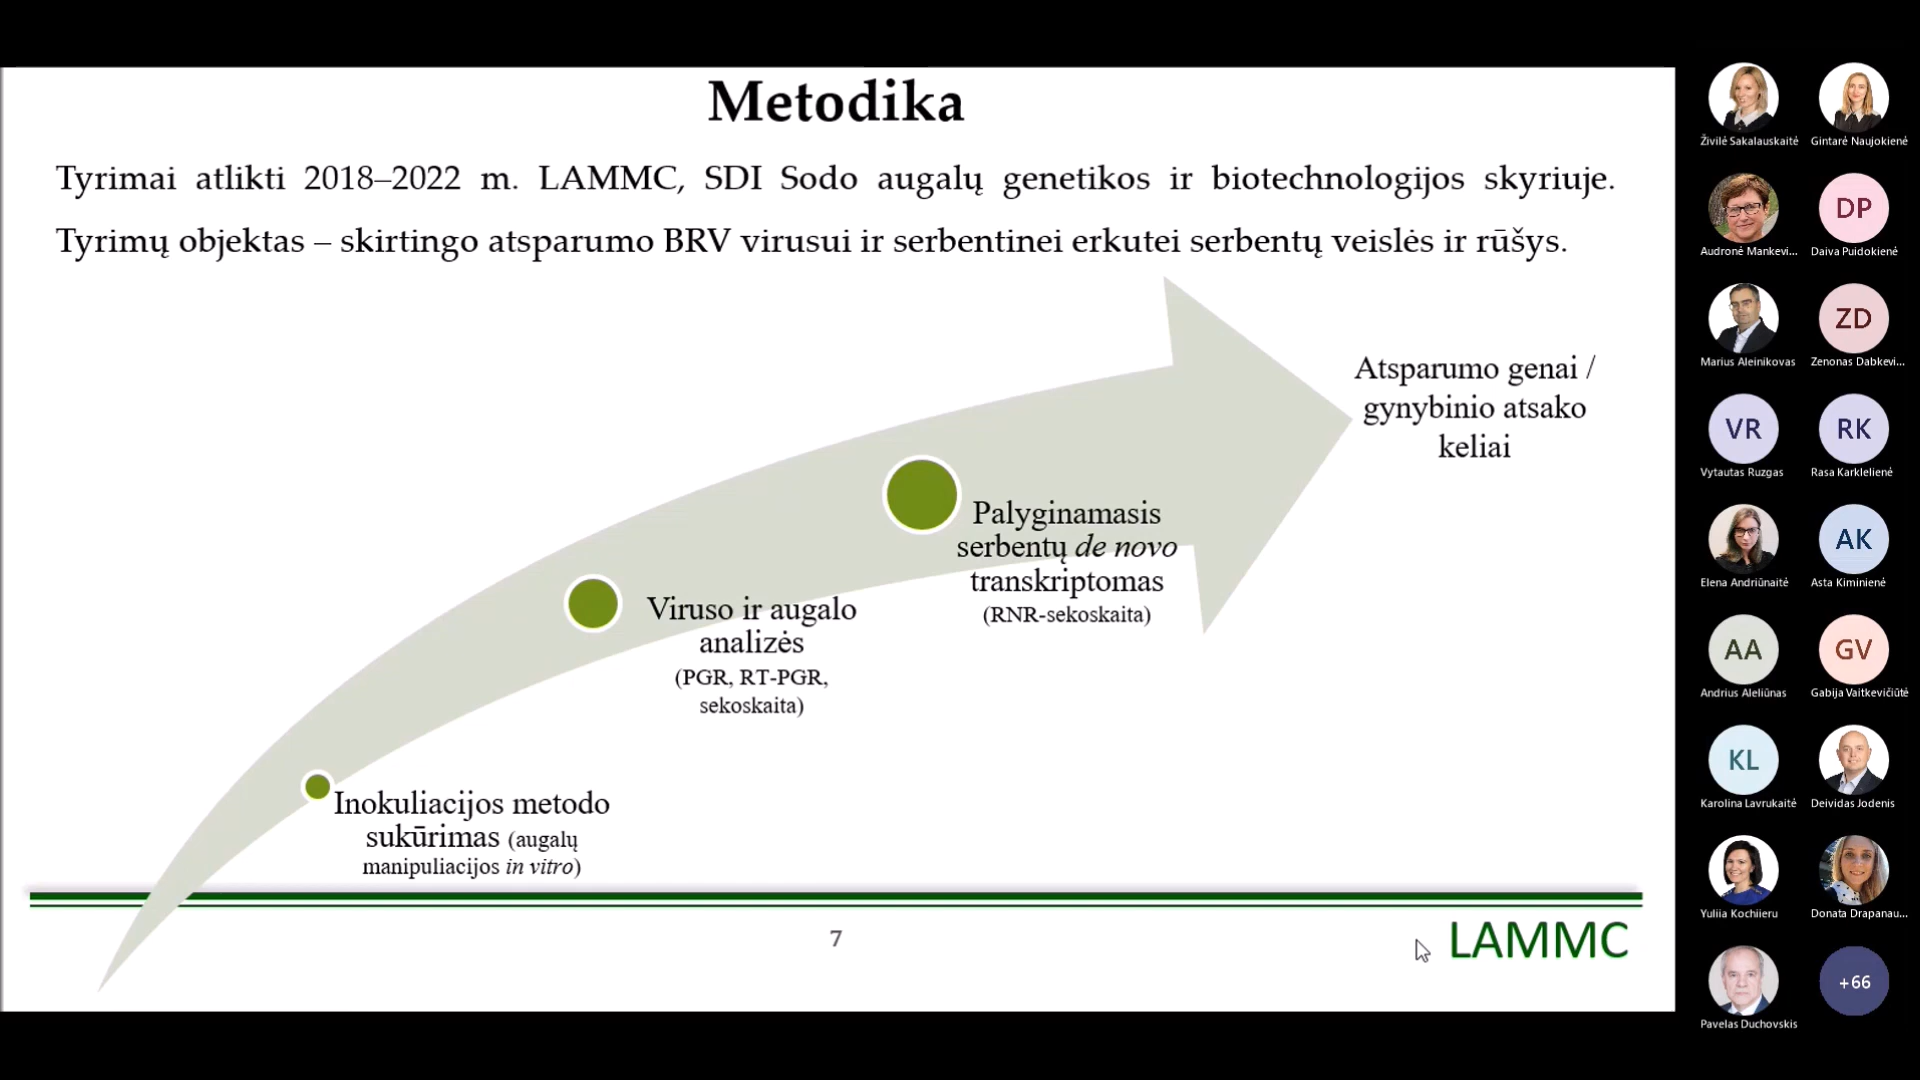 Metodika
Tyrimai atlikti 2018–2022 m. LAMMC, SDI Sodo augalų genetikos ir biotechnologijos skyriuje.
Tyrimų objektas – skirtingo atsparumo BRV virusui ir serbentinei erkutei serbentų veislės ir rūšys.
Atsparumo genai /
gynybinio atsako
keliai
Palyginamasis
serbentų de novo
transkriptomas
(RNR-sekoskaita)
Viruso ir augalo
analizės
(PGR, RT-PGR,
sekoskaita)
Inokuliacijos metodo
sukūrimas (augalų
manipuliacijos in vitro)
7
LAMMC
Živilė Sakalauskaitė
Gintarė Naujokienė
Audronė Mankevi...
DP
Daiva Puidokienė
Marius Aleinikovas
ZD
Zenonas Dabkevi...
VR
Vytautas Ruzgas
RK
Rasa Karklelienė
Elena Andriūnaitė
AK
Asta Kiminienė
AA
Andrius Aleliūnas
GV
Gabija Vaitkevičiūtė
KL
Karolina Lavrukaitė
Deividas Jodenis
Yuliia Kochiieru
Donata Drapanau...
Pavelas Duchovskis
+66